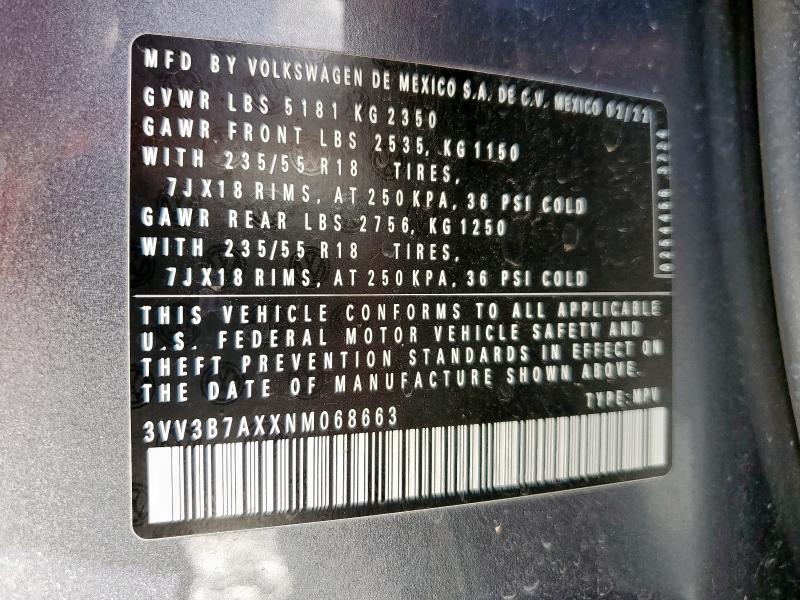 MFD BY VOLKSWAGEN DE MEXICO S.A. DE C.V. MEXICO 02/22
GVWR LBS 5181 KG 2350
GAWR FRONT LBS 2535, KG 1150
WITH 235/55 R18 TIRES,
7JX18 RIMS, AT 250 KPA, 36 PSI COLD
GAWR REAR LBS 2756, KG 1250
WITH 235/55 R18 TIRES,
7JX18 RIMS, AT 250 KPA, 36 PSI COLD
THIS VEHICLE CONFORMS TO ALL APPLICABLE
U.S. FEDERAL MOTOR VEHICLE SAFETY AND
THEFT PREVENTION STANDARDS IN EFFECT ON
THE DATE OF MANUFACTURE SHOWN ABOVE.
TYPE:MPV
3VV3B7AXXNM068663